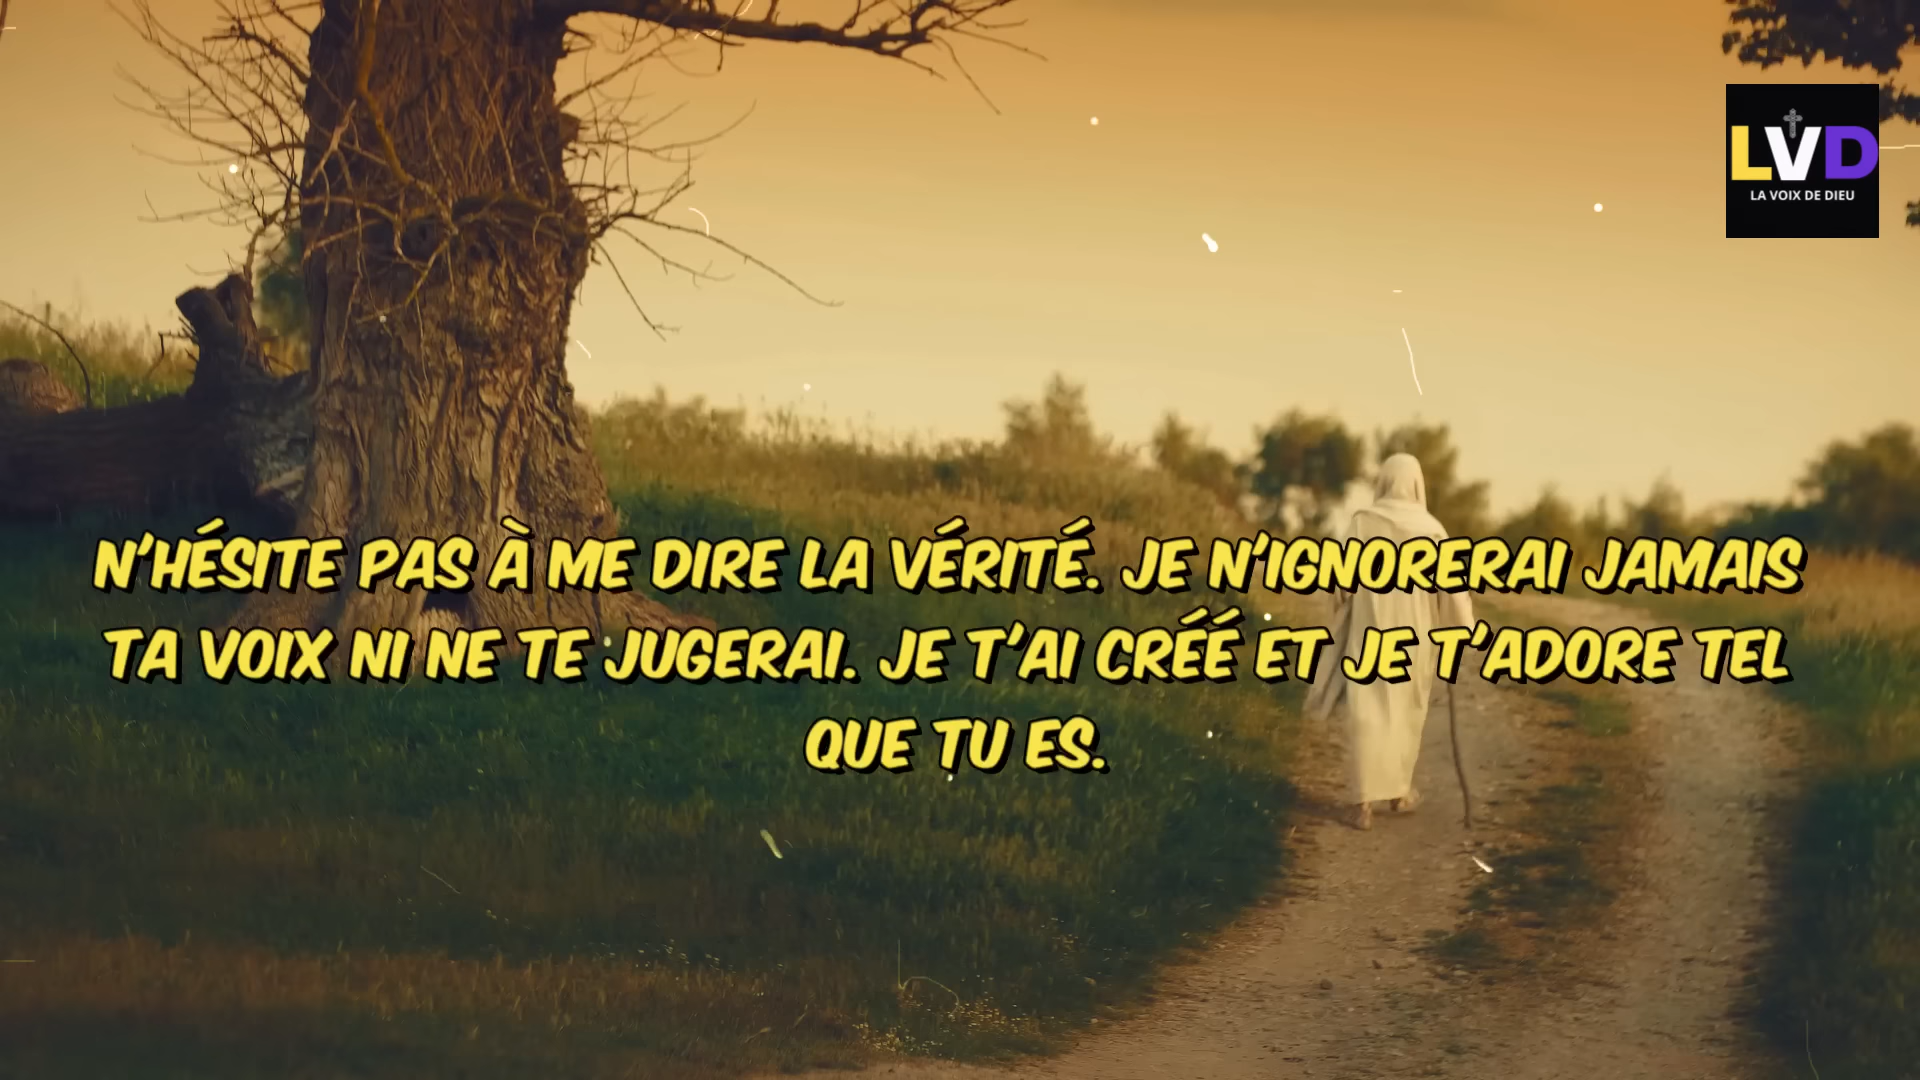 LVD
LA VOIX DE DIEU
N'HÉSITE PAS À ME DIRE LA VÉRITÉ. JE N'IGNORERAI JAMAIS
TA VOIX NI NE TE JUGERAI. JE T'AI CRÉÉ ET JE T'ADORE TEL
QUE TU ES.